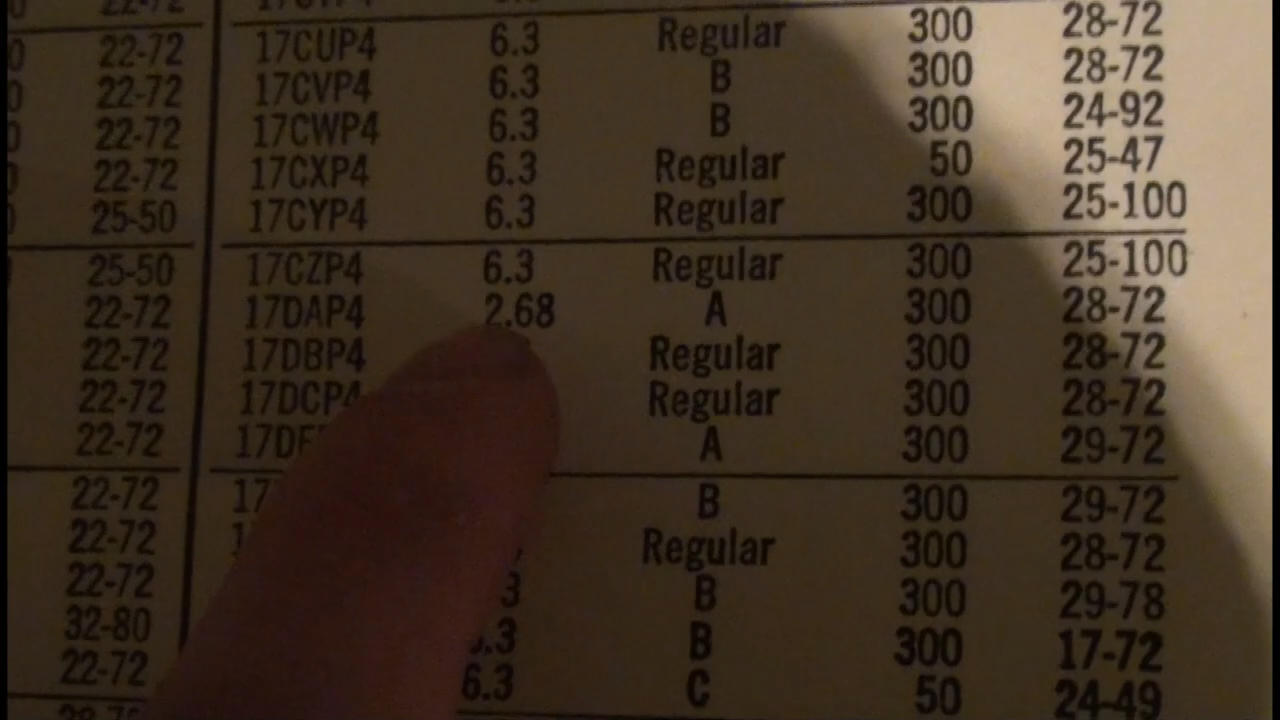 22-72 17CUP4 6.3 Regular 300 28-72
22-72 17CVP4 6.3 B 300 28-72
22-72 17CWP4 6.3 B 300 24-92
22-72 17CXP4 6.3 Regular 50 25-47
25-50 17CYP4 6.3 Regular 300 25-100
25-50 17CZP4 6.3 Regular 300 25-100
22-72 17DAP4 2.68 A 300 28-72
22-72 17DBP4 Regular 300 28-72
22-72 17DCP4 Regular 300 28-72
22-72 A 300 29-72
22-72 B 300 29-72
22-72 Regular 300 28-72
22-72 B 300 29-78
32-80 B 300 17-72
22-72 6.3 C 50 24-49